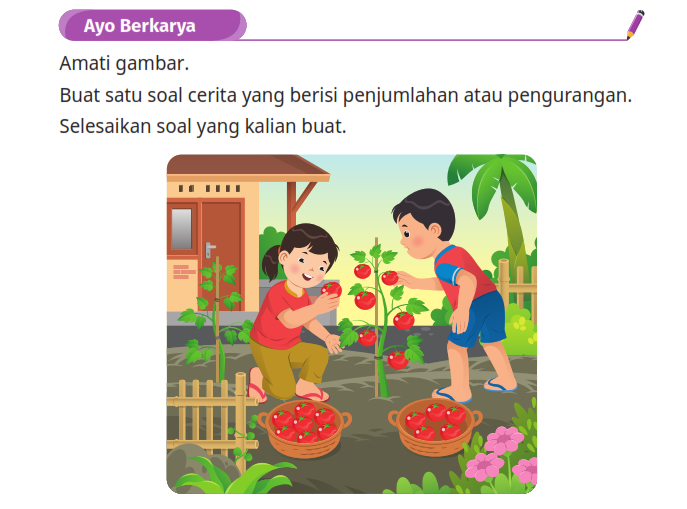 Ayo Berkarya
Amati gambar.
Buat satu soal cerita yang berisi penjumlahan atau pengurangan.
Selesaikan soal yang kalian buat.